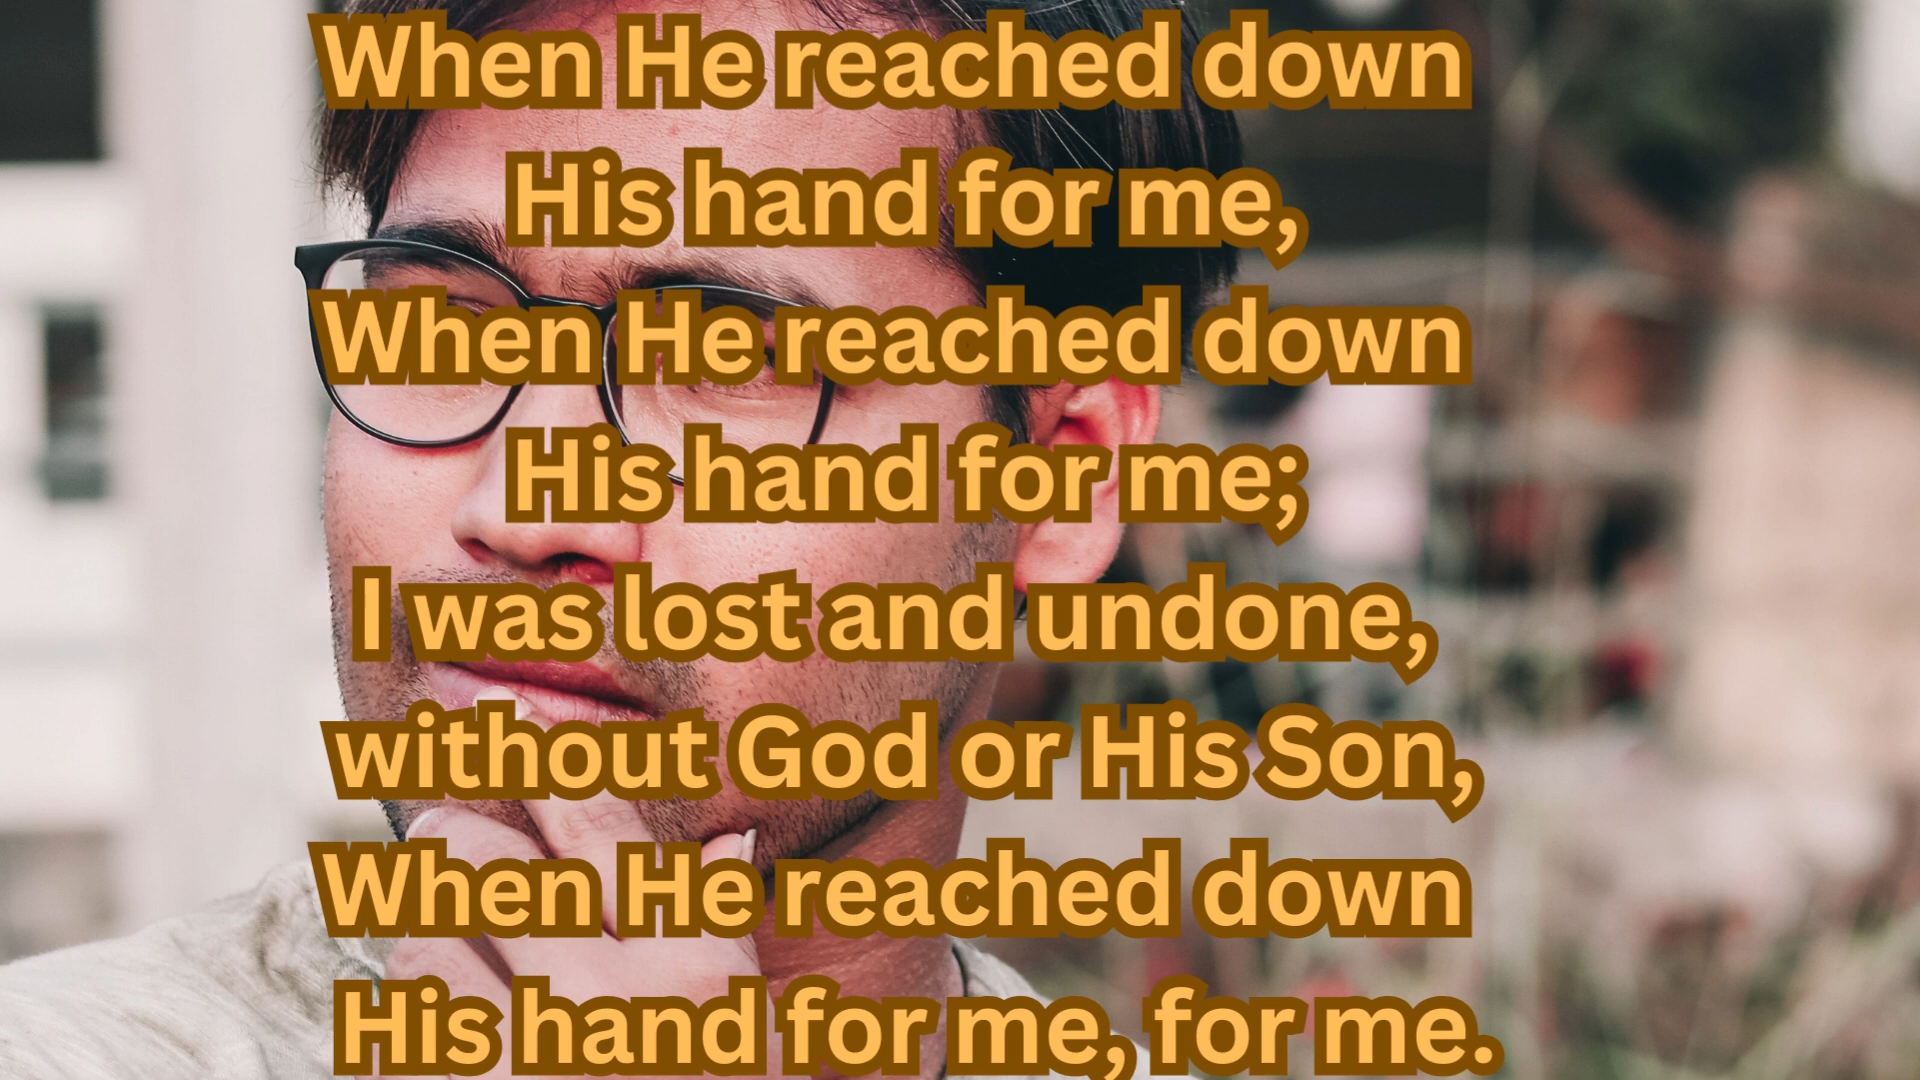 When He reached down
His hand for me,
When He reached down
His hand for me;
I was lost and undone,
without God or His Son,
When He reached down
His hand for me, for me.